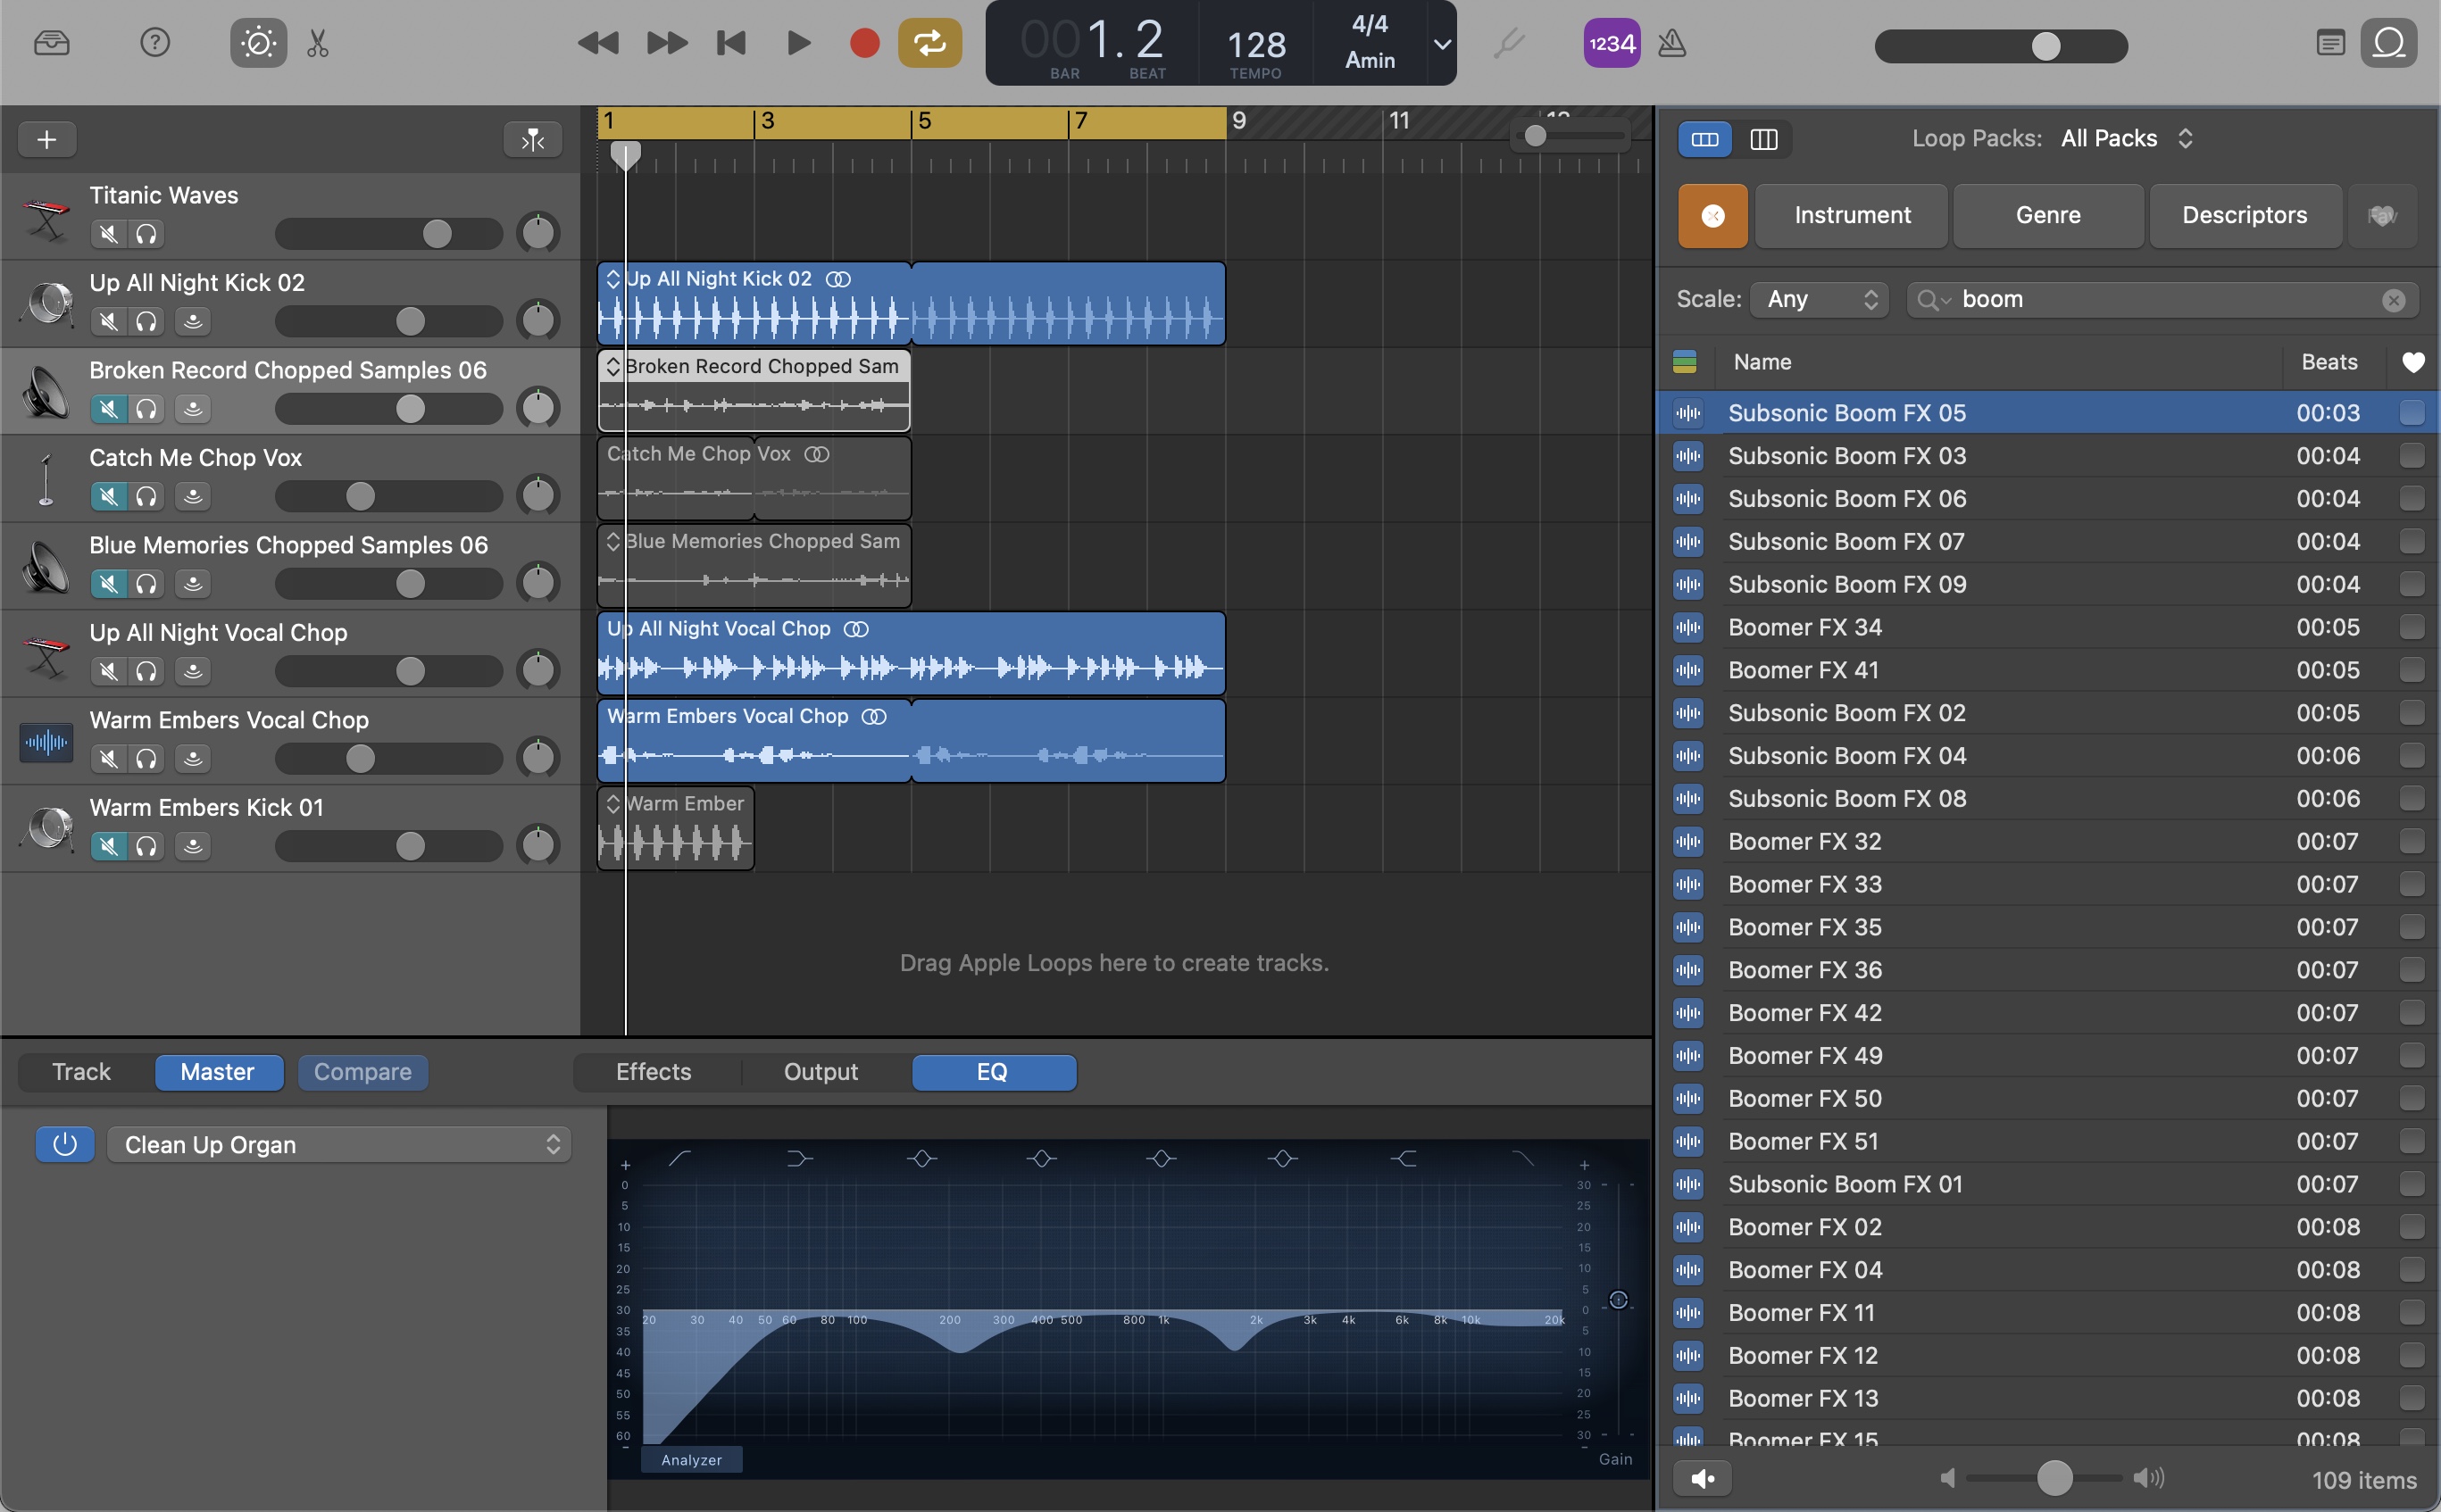 001. 2
BAR BEAT
128
TEMPO
4/4
Amin
1234
1 3 5 7 9 11
Loop Packs: All Packs
Instrument Genre Descriptors Fav
Scale: Any boom
Name Beats
Titanic Waves
Up All Night Kick 02
Broken Record Chopped Samples 06
Catch Me Chop Vox
Blue Memories Chopped Samples 06
Up All Night Vocal Chop
Warm Embers Vocal Chop
Warm Embers Kick 01
Up All Night Kick 02
Broken Record Chopped Sam
Catch Me Chop Vox
Blue Memories Chopped Sam
Up All Night Vocal Chop
Warm Embers Vocal Chop
Warm Ember
Drag Apple Loops here to create tracks.
Subsonic Boom FX 05 00:03
Subsonic Boom FX 03 00:04
Subsonic Boom FX 06 00:04
Subsonic Boom FX 07 00:04
Subsonic Boom FX 09 00:04
Boomer FX 34 00:05
Boomer FX 41 00:05
Subsonic Boom FX 02 00:05
Subsonic Boom FX 04 00:06
Subsonic Boom FX 08 00:06
Boomer FX 32 00:07
Boomer FX 33 00:07
Boomer FX 35 00:07
Boomer FX 36 00:07
Boomer FX 42 00:07
Boomer FX 49 00:07
Boomer FX 50 00:07
Boomer FX 51 00:07
Subsonic Boom FX 01 00:07
Boomer FX 02 00:08
Boomer FX 04 00:08
Boomer FX 11 00:08
Boomer FX 12 00:08
Boomer FX 13 00:08
Boomer FX 15 00:08
109 items
Track Master Compare Effects Output EQ
Clean Up Organ
+ +
0 30
5 25
10 20
15 15
20 10
25 5
30 0
20 30 40 50 60 80 100 200 300 400 500 800 1k 2k 3k 4k 6k 8k 10k 20k
35 5
40 10
45 15
50 20
55 25
60 30
- -
Analyzer Gain